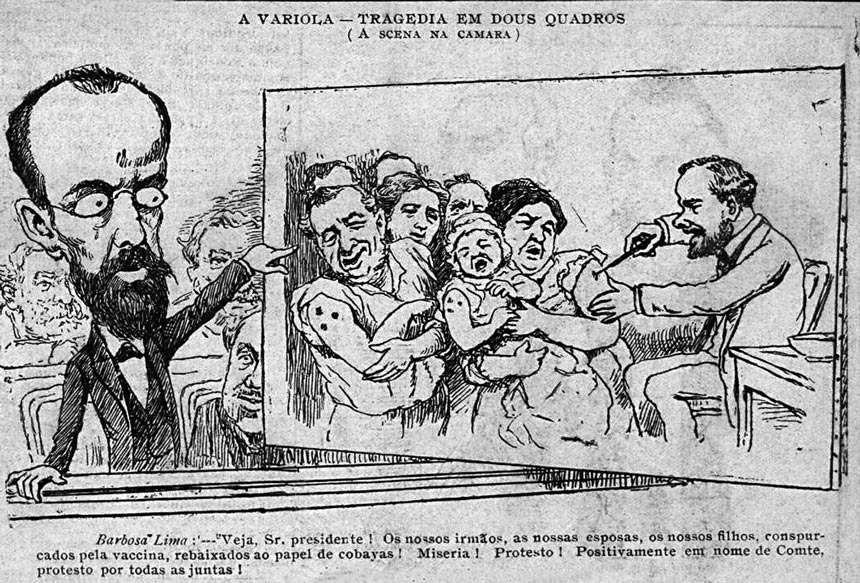 A VARIOLA — TRAGEDIA EM DOUS QUADROS
( A SCENA NA CAMARA )
Barbosa Lima :'—"Veja, Sr. presidente ! Os nossos irmãos, as nossas esposas, os nossos filhos, conspur-
cados pela vaccina, rebaixados ao papel de cobayas ! Miseria ! Protesto ! Positivamente em nome de Comte,
protesto por todas as juntas !